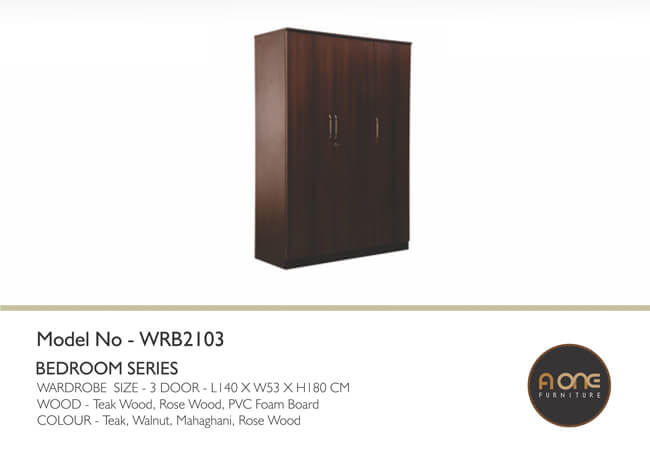 Model No - WRB2103
BEDROOM SERIES
WARDROBE SIZE - 3 DOOR - L140 X W53 X H180 CM
WOOD - Teak Wood, Rose Wood, PVC Foam Board
COLOUR - Teak, Walnut, Mahaghani, Rose Wood
A ONE
FURNITURE